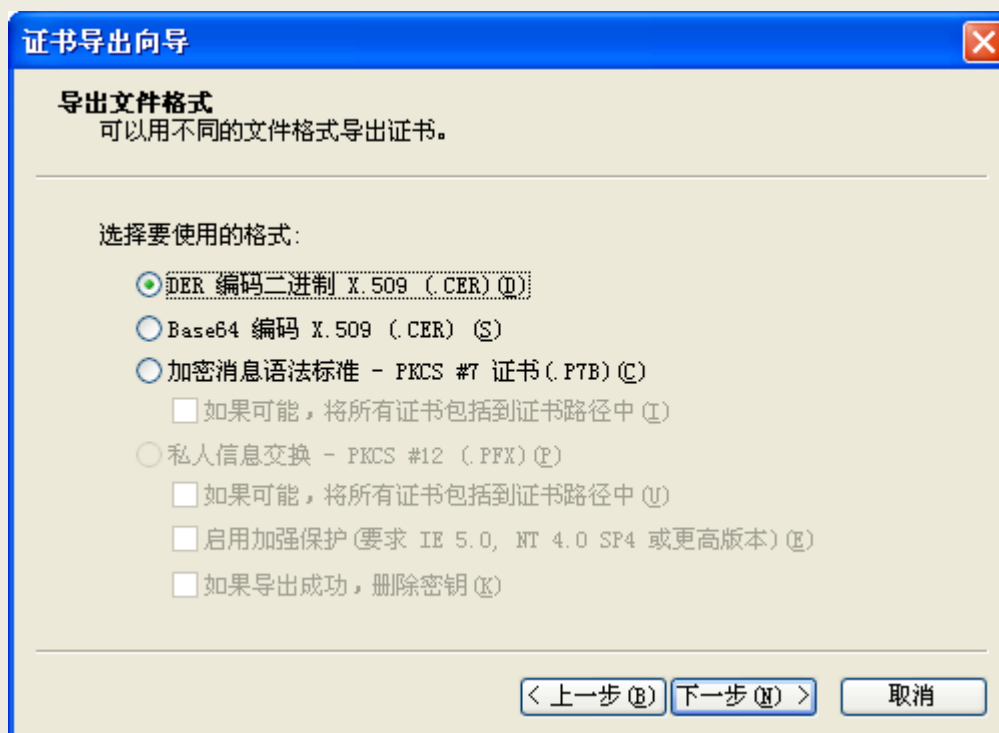 证书导出向导
导出文件格式
可以用不同的文件格式导出证书。
选择要使用的格式:
DER 编码二进制 X.509 (.CER)(D)
Base64 编码 X.509 (.CER) (S)
加密消息语法标准 - PKCS #7 证书(.P7B)(C)
如果可能，将所有证书包括到证书路径中(I)
私人信息交换 - PKCS #12 (.PFX)(P)
如果可能，将所有证书包括到证书路径中(U)
启用加强保护(要求 IE 5.0, NT 4.0 SP4 或更高版本)(E)
如果导出成功，删除密钥(K)
< 上一步(B) 下一步(N) > 取消